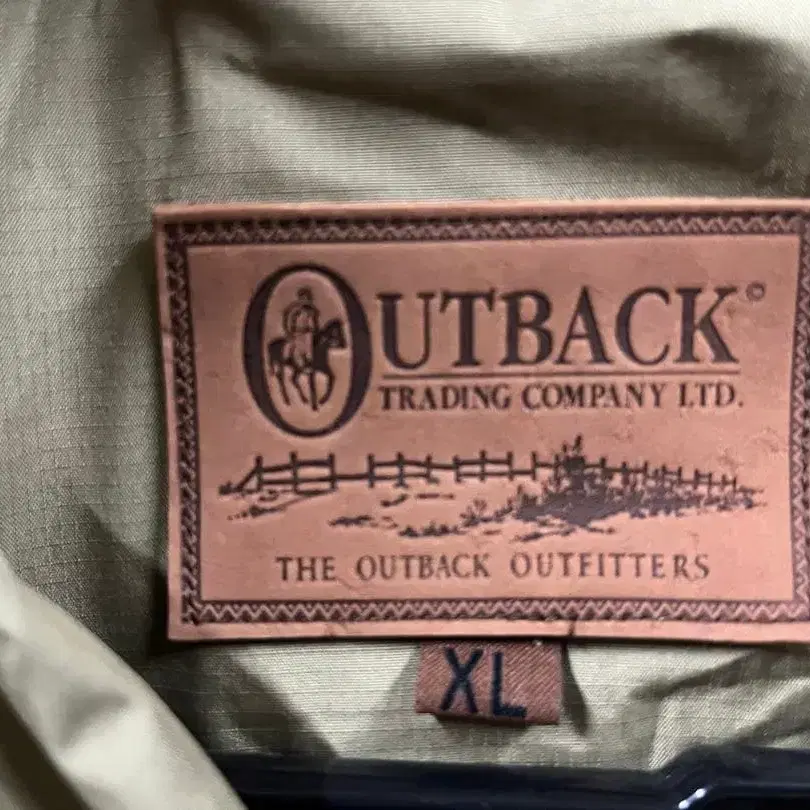 OUTBACK©
TRADING COMPANY LTD.
THE OUTBACK OUTFITTERS
XL